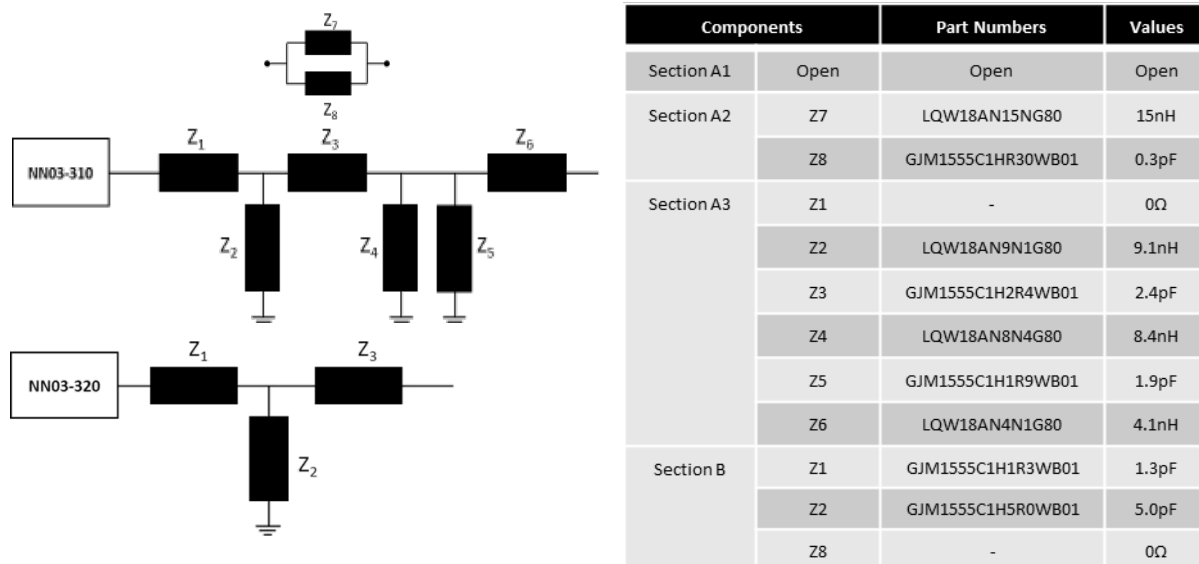 Z7
Z8
Z1 Z3 Z6
NN03-310
Z2 Z4 Z5
Z1 Z3
NN03-320
Z2
Components Part Numbers Values
Section A1 Open Open Open
Section A2 Z7 LQW18AN15NG80 15nH
Z8 GJM1555C1HR30WB01 0.3pF
Section A3 Z1 - 0Ω
Z2 LQW18AN9N1G80 9.1nH
Z3 GJM1555C1H2R4WB01 2.4pF
Z4 LQW18AN8N4G80 8.4nH
Z5 GJM1555C1H1R9WB01 1.9pF
Z6 LQW18AN4N1G80 4.1nH
Section B Z1 GJM1555C1H1R3WB01 1.3pF
Z2 GJM1555C1H5R0WB01 5.0pF
Z8 - 0Ω